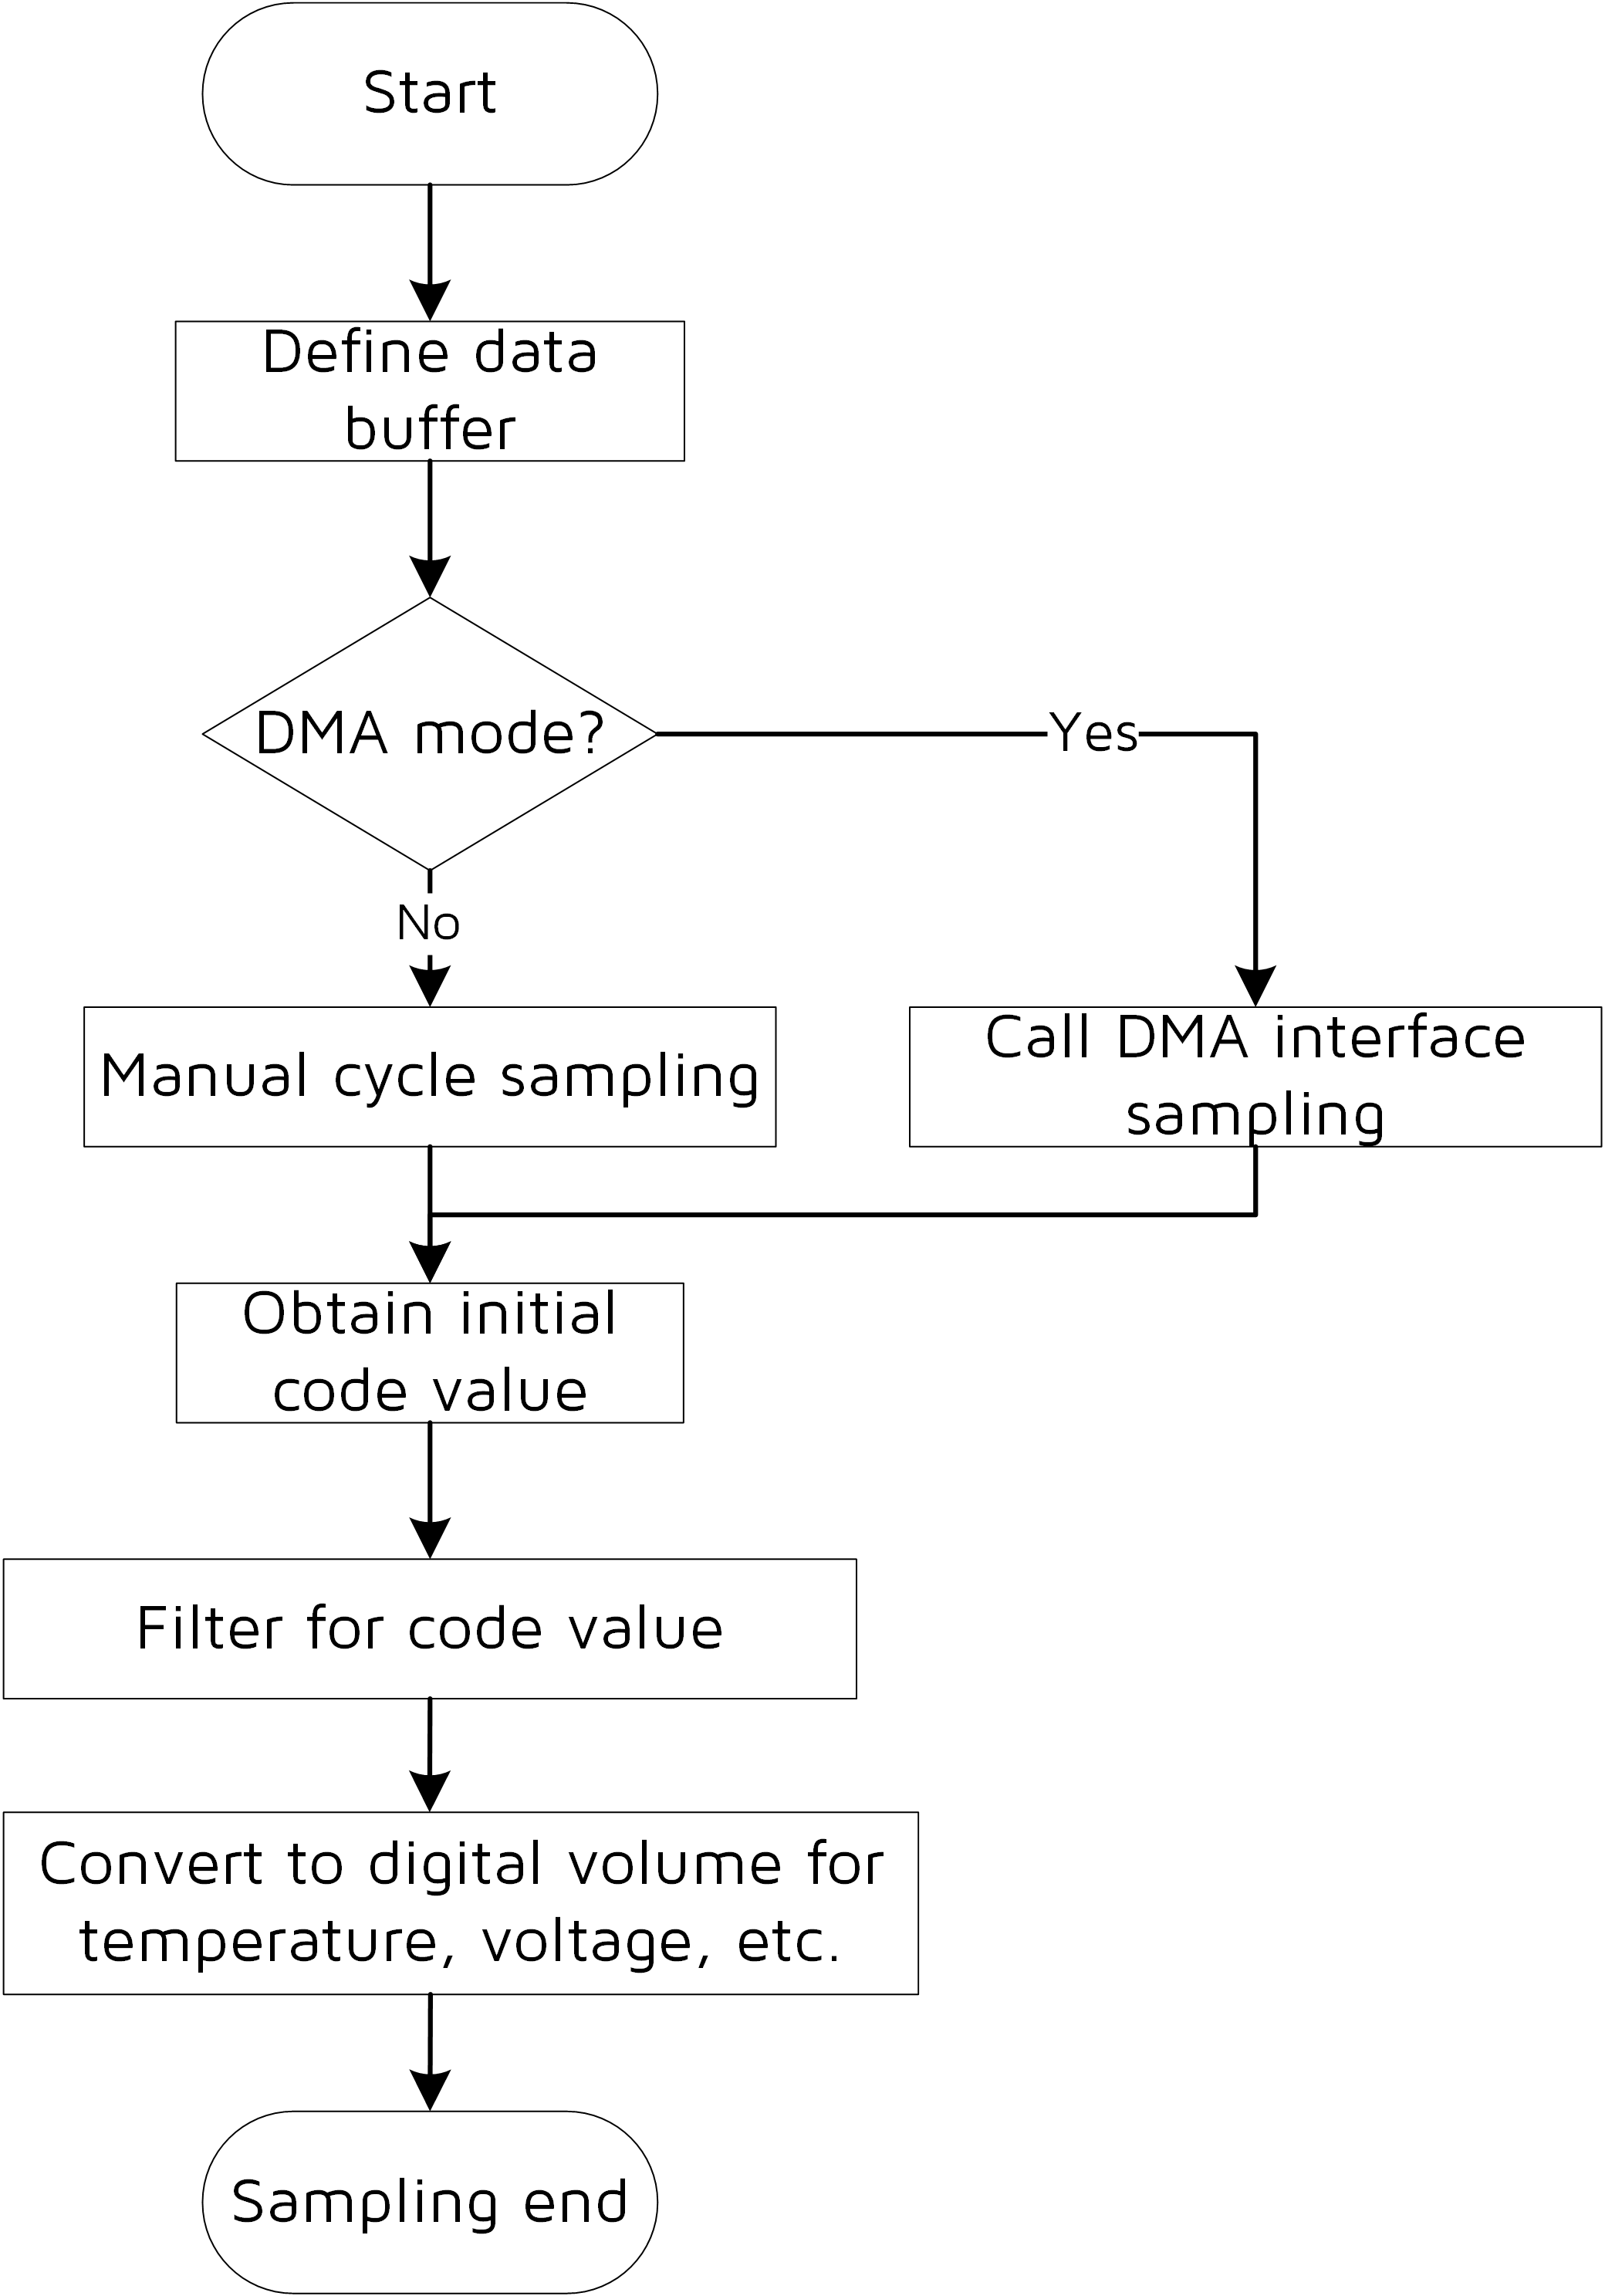 Start
Define data
buffer
DMA mode?
Yes
No
Manual cycle sampling
Call DMA interface
sampling
Obtain initial
code value
Filter for code value
Convert to digital volume for
temperature, voltage, etc.
Sampling end